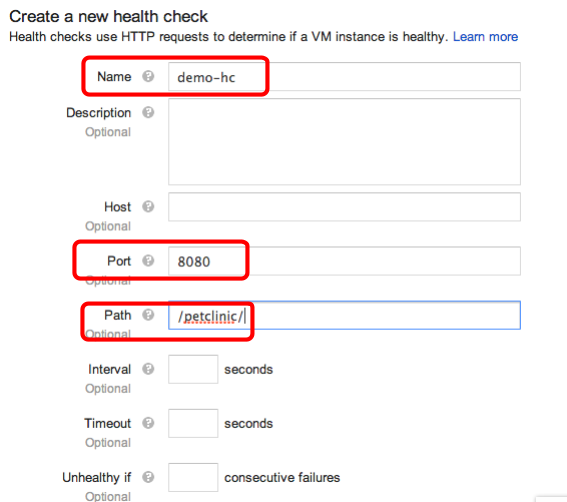 Create a new health check
Health checks use HTTP requests to determine if a VM instance is healthy. Learn more
Name ? demo-hc
Description ?
Optional
Host ?
Optional
Port ? 8080
Optional
Path ? /petclinic/
Optional
Interval ? seconds
Optional
Timeout ? seconds
Optional
Unhealthy if ? consecutive failures
Optional